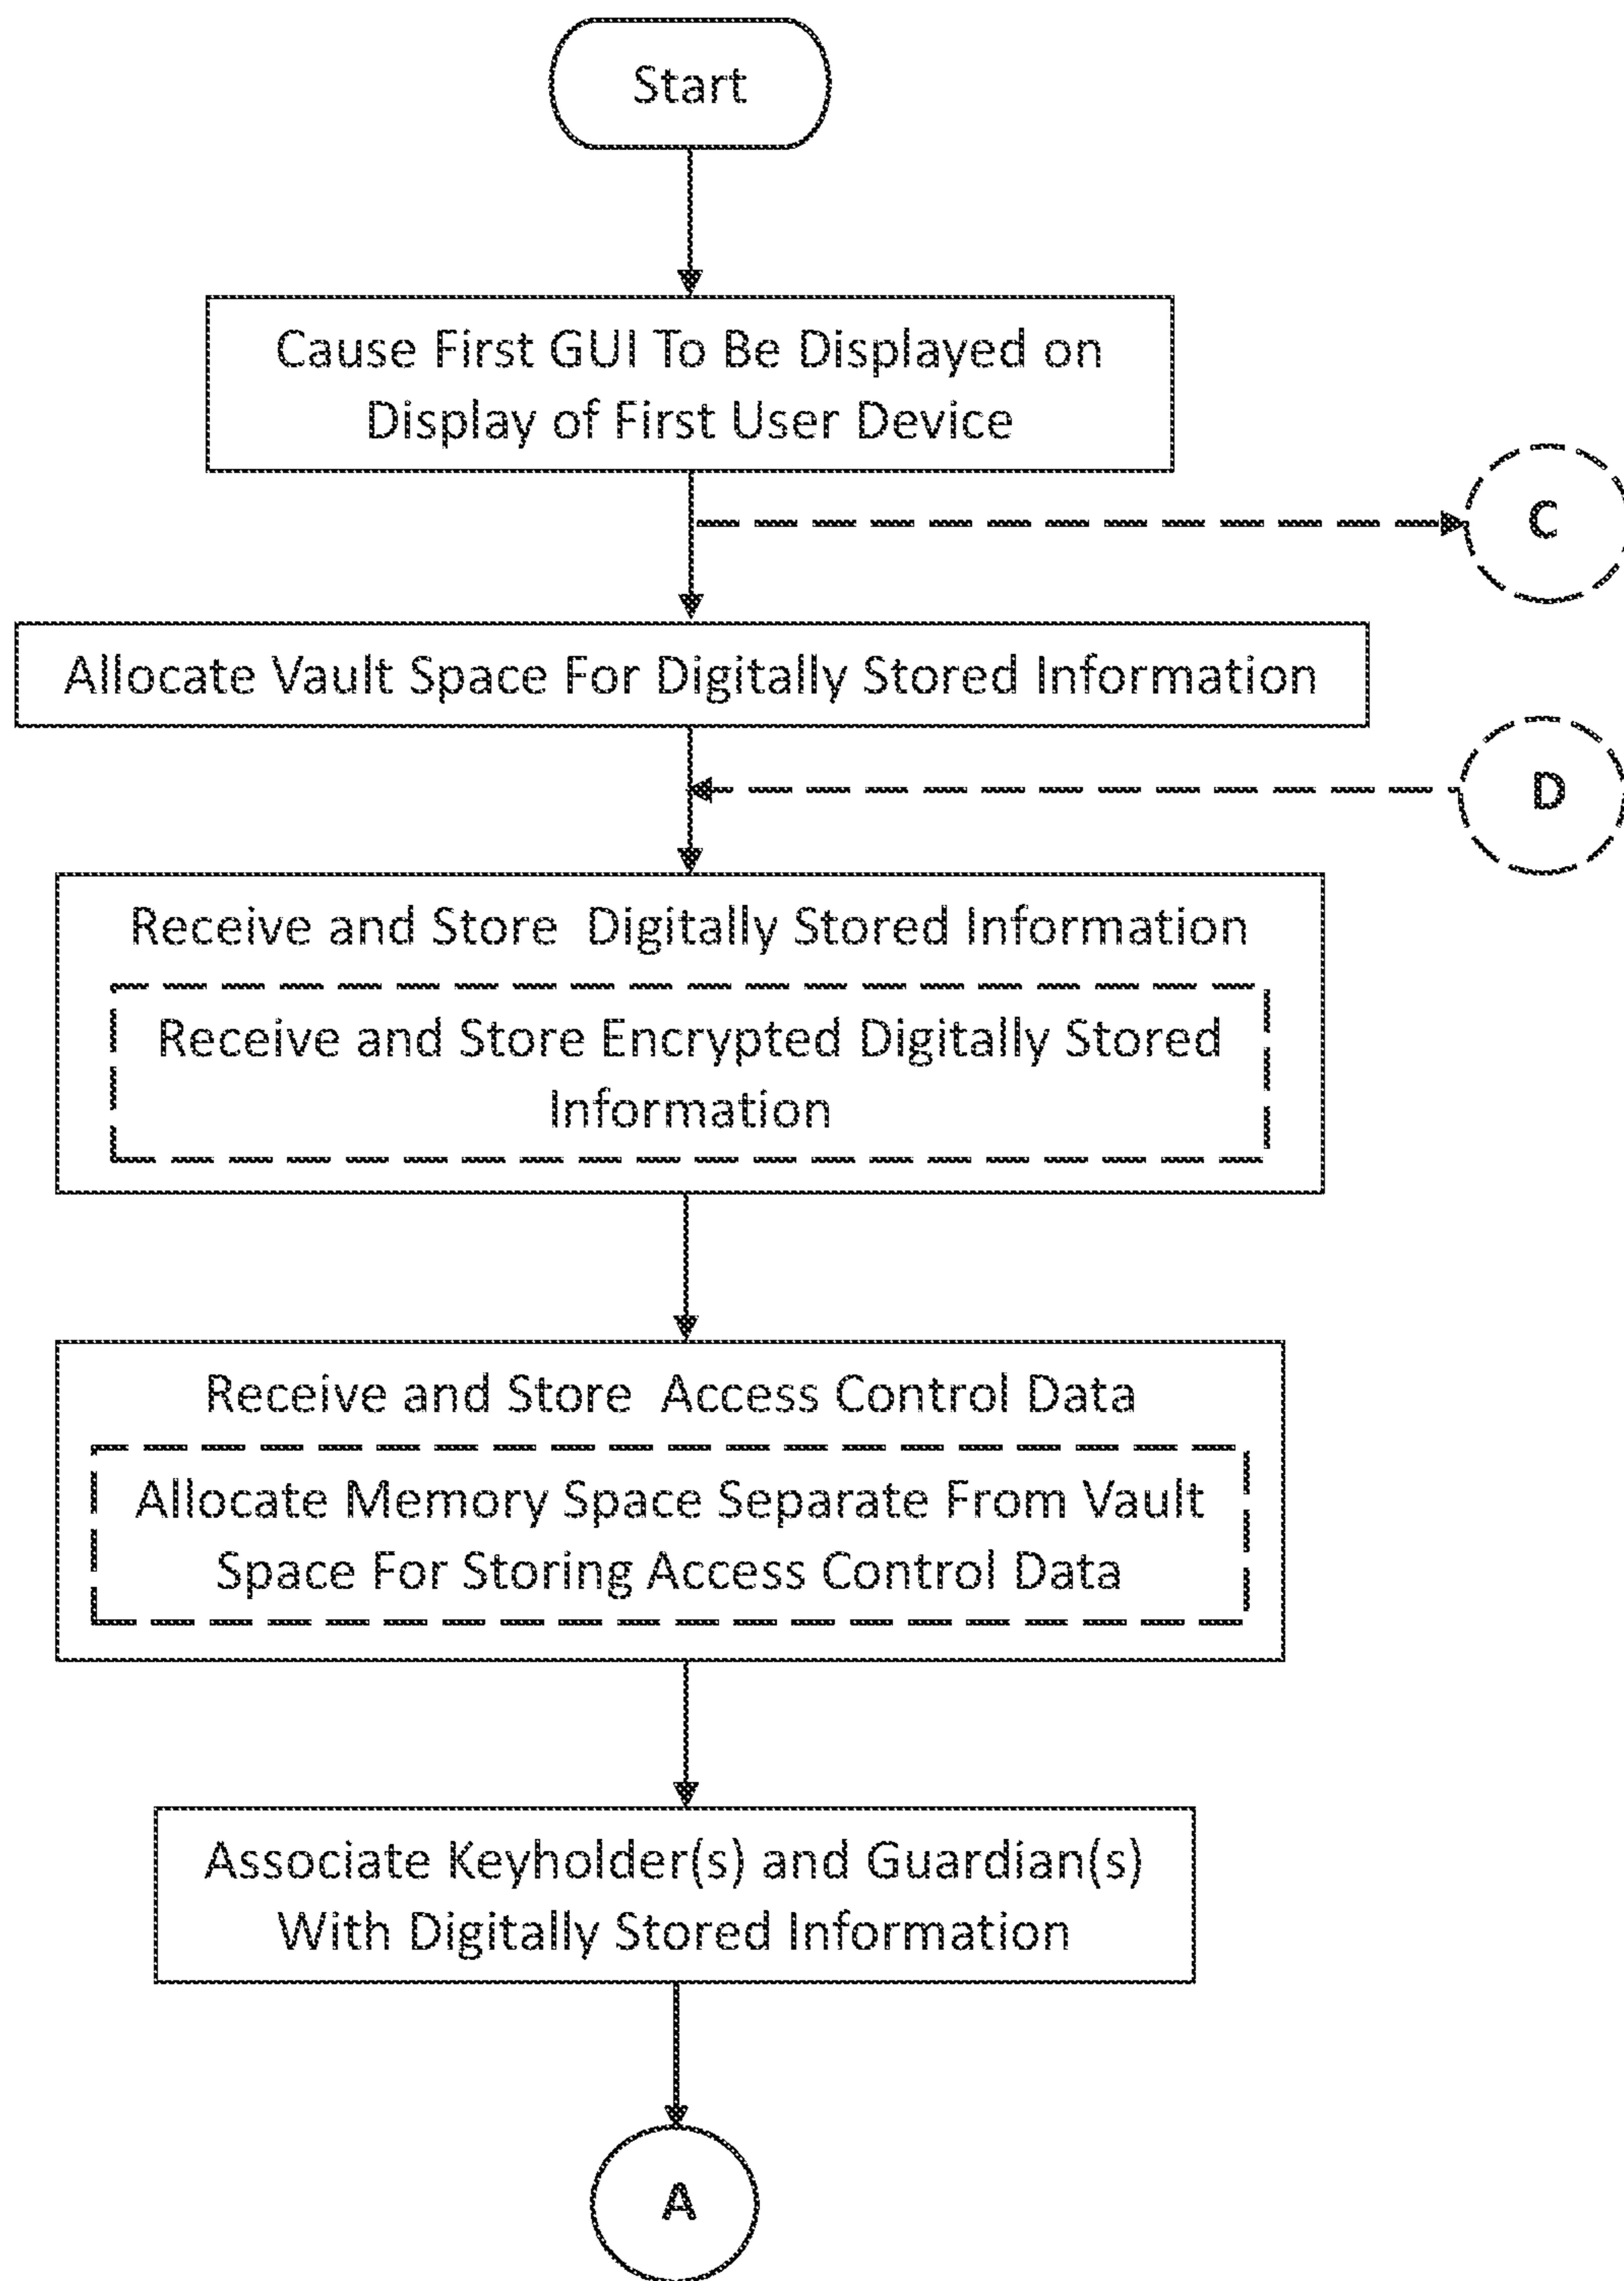 Start
Cause First GUI To Be Displayed on
Display of First User Device
C
Allocate Vault Space For Digitally Stored Information
D
Receive and Store Digitally Stored Information
Receive and Store Encrypted Digitally Stored
Information
Receive and Store Access Control Data
Allocate Memory Space Separate From Vault
Space For Storing Access Control Data
Associate Keyholder(s) and Guardian(s)
With Digitally Stored Information
A